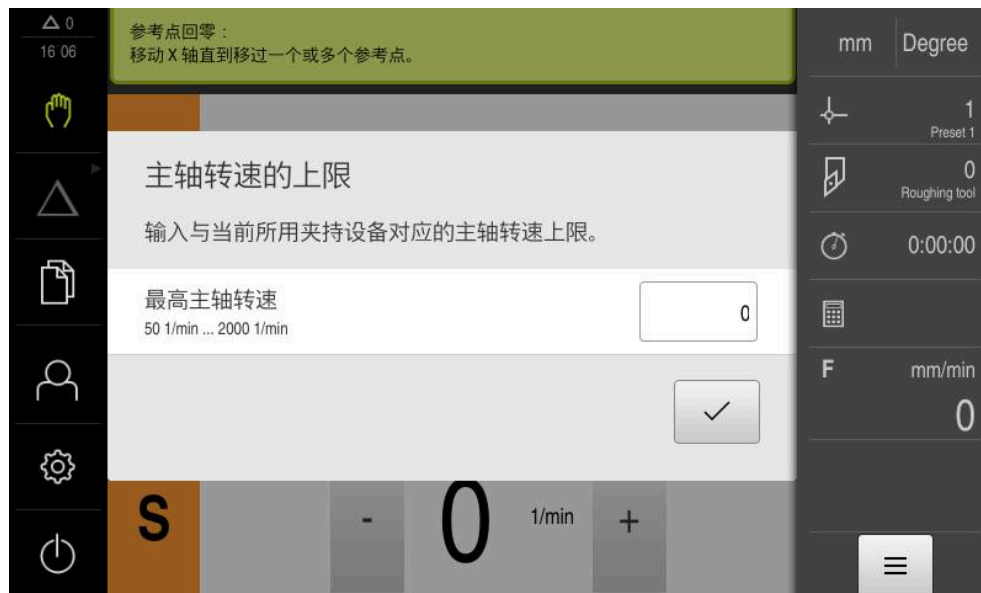 0
16 06
参考点回零：
移动 X 轴直到移过一个或多个参考点。
mm
Degree
1
Preset 1
主轴转速的上限
0
Roughing tool
输入与当前所用夹持设备对应的主轴转速上限。
0:00:00
最高主轴转速
50 1/min ... 2000 1/min
0
F
mm/min
0
S
-
0
1/min
+